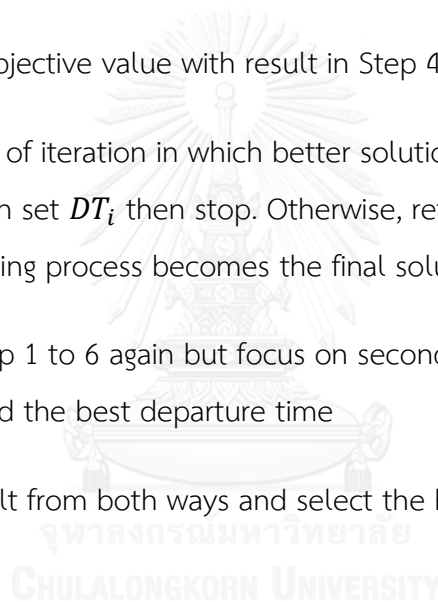 bjective value with result in Step 4
of iteration in which better solutio
n set DTᵢ then stop. Otherwise, re
ing process becomes the final solu
p 1 to 6 again but focus on second
d the best departure time
lt from both ways and select the
จุฬาลงกรณ์มหาวิทยาลัย
CHULALONGKORN UNIVERSITY